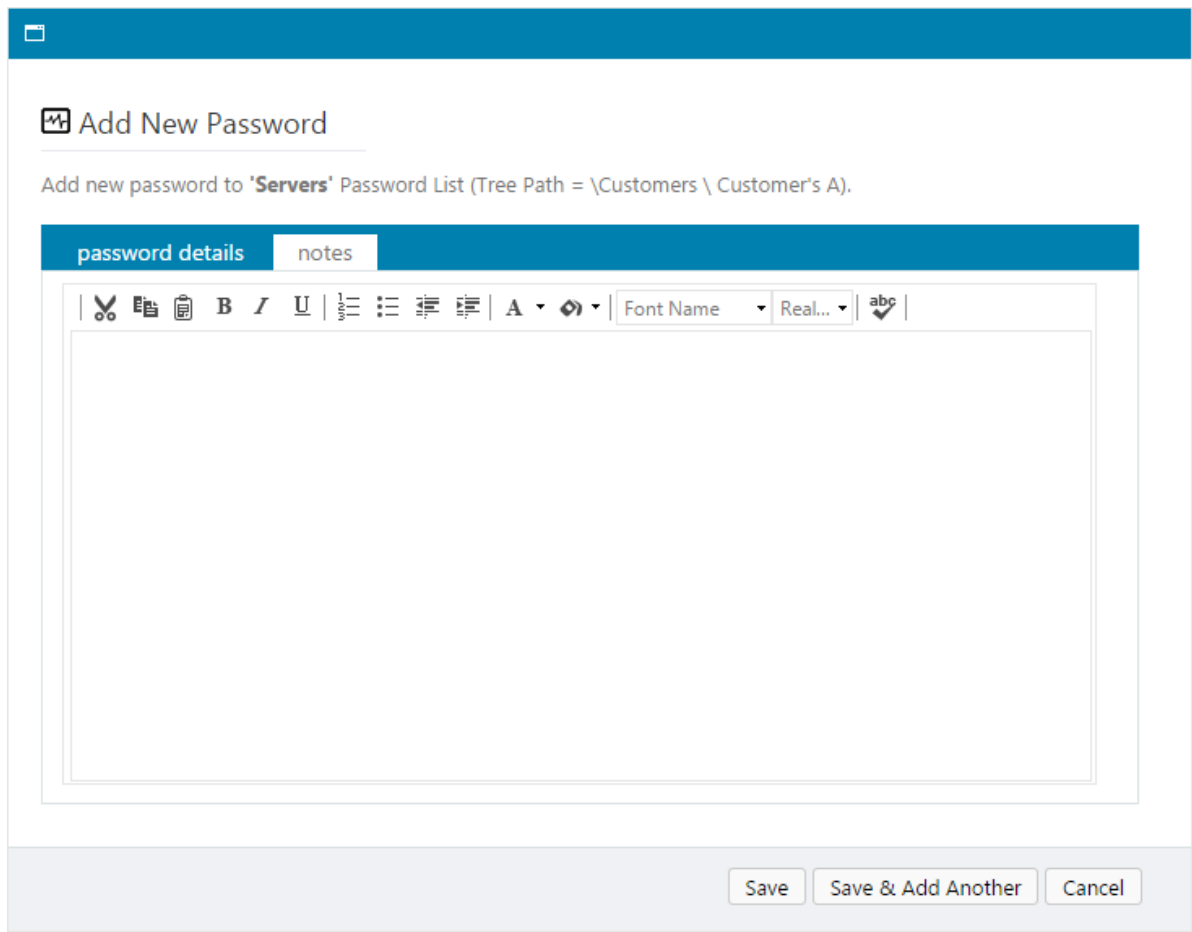 Add New Password
Add new password to 'Servers' Password List (Tree Path = \Customers \ Customer's A).
password details notes
B I U A Font Name Real... abc
Save Save & Add Another Cancel